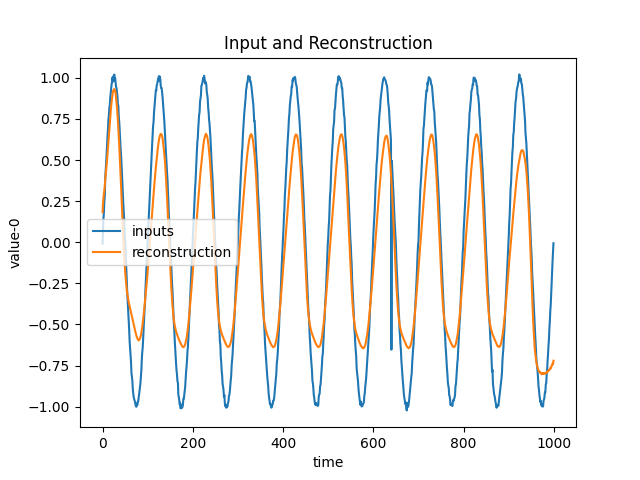 Input and Reconstruction
value-0
1.00
0.75
0.50
0.25
0.00
−0.25
−0.50
−0.75
−1.00
inputs
reconstruction
0 200 400 600 800 1000
time